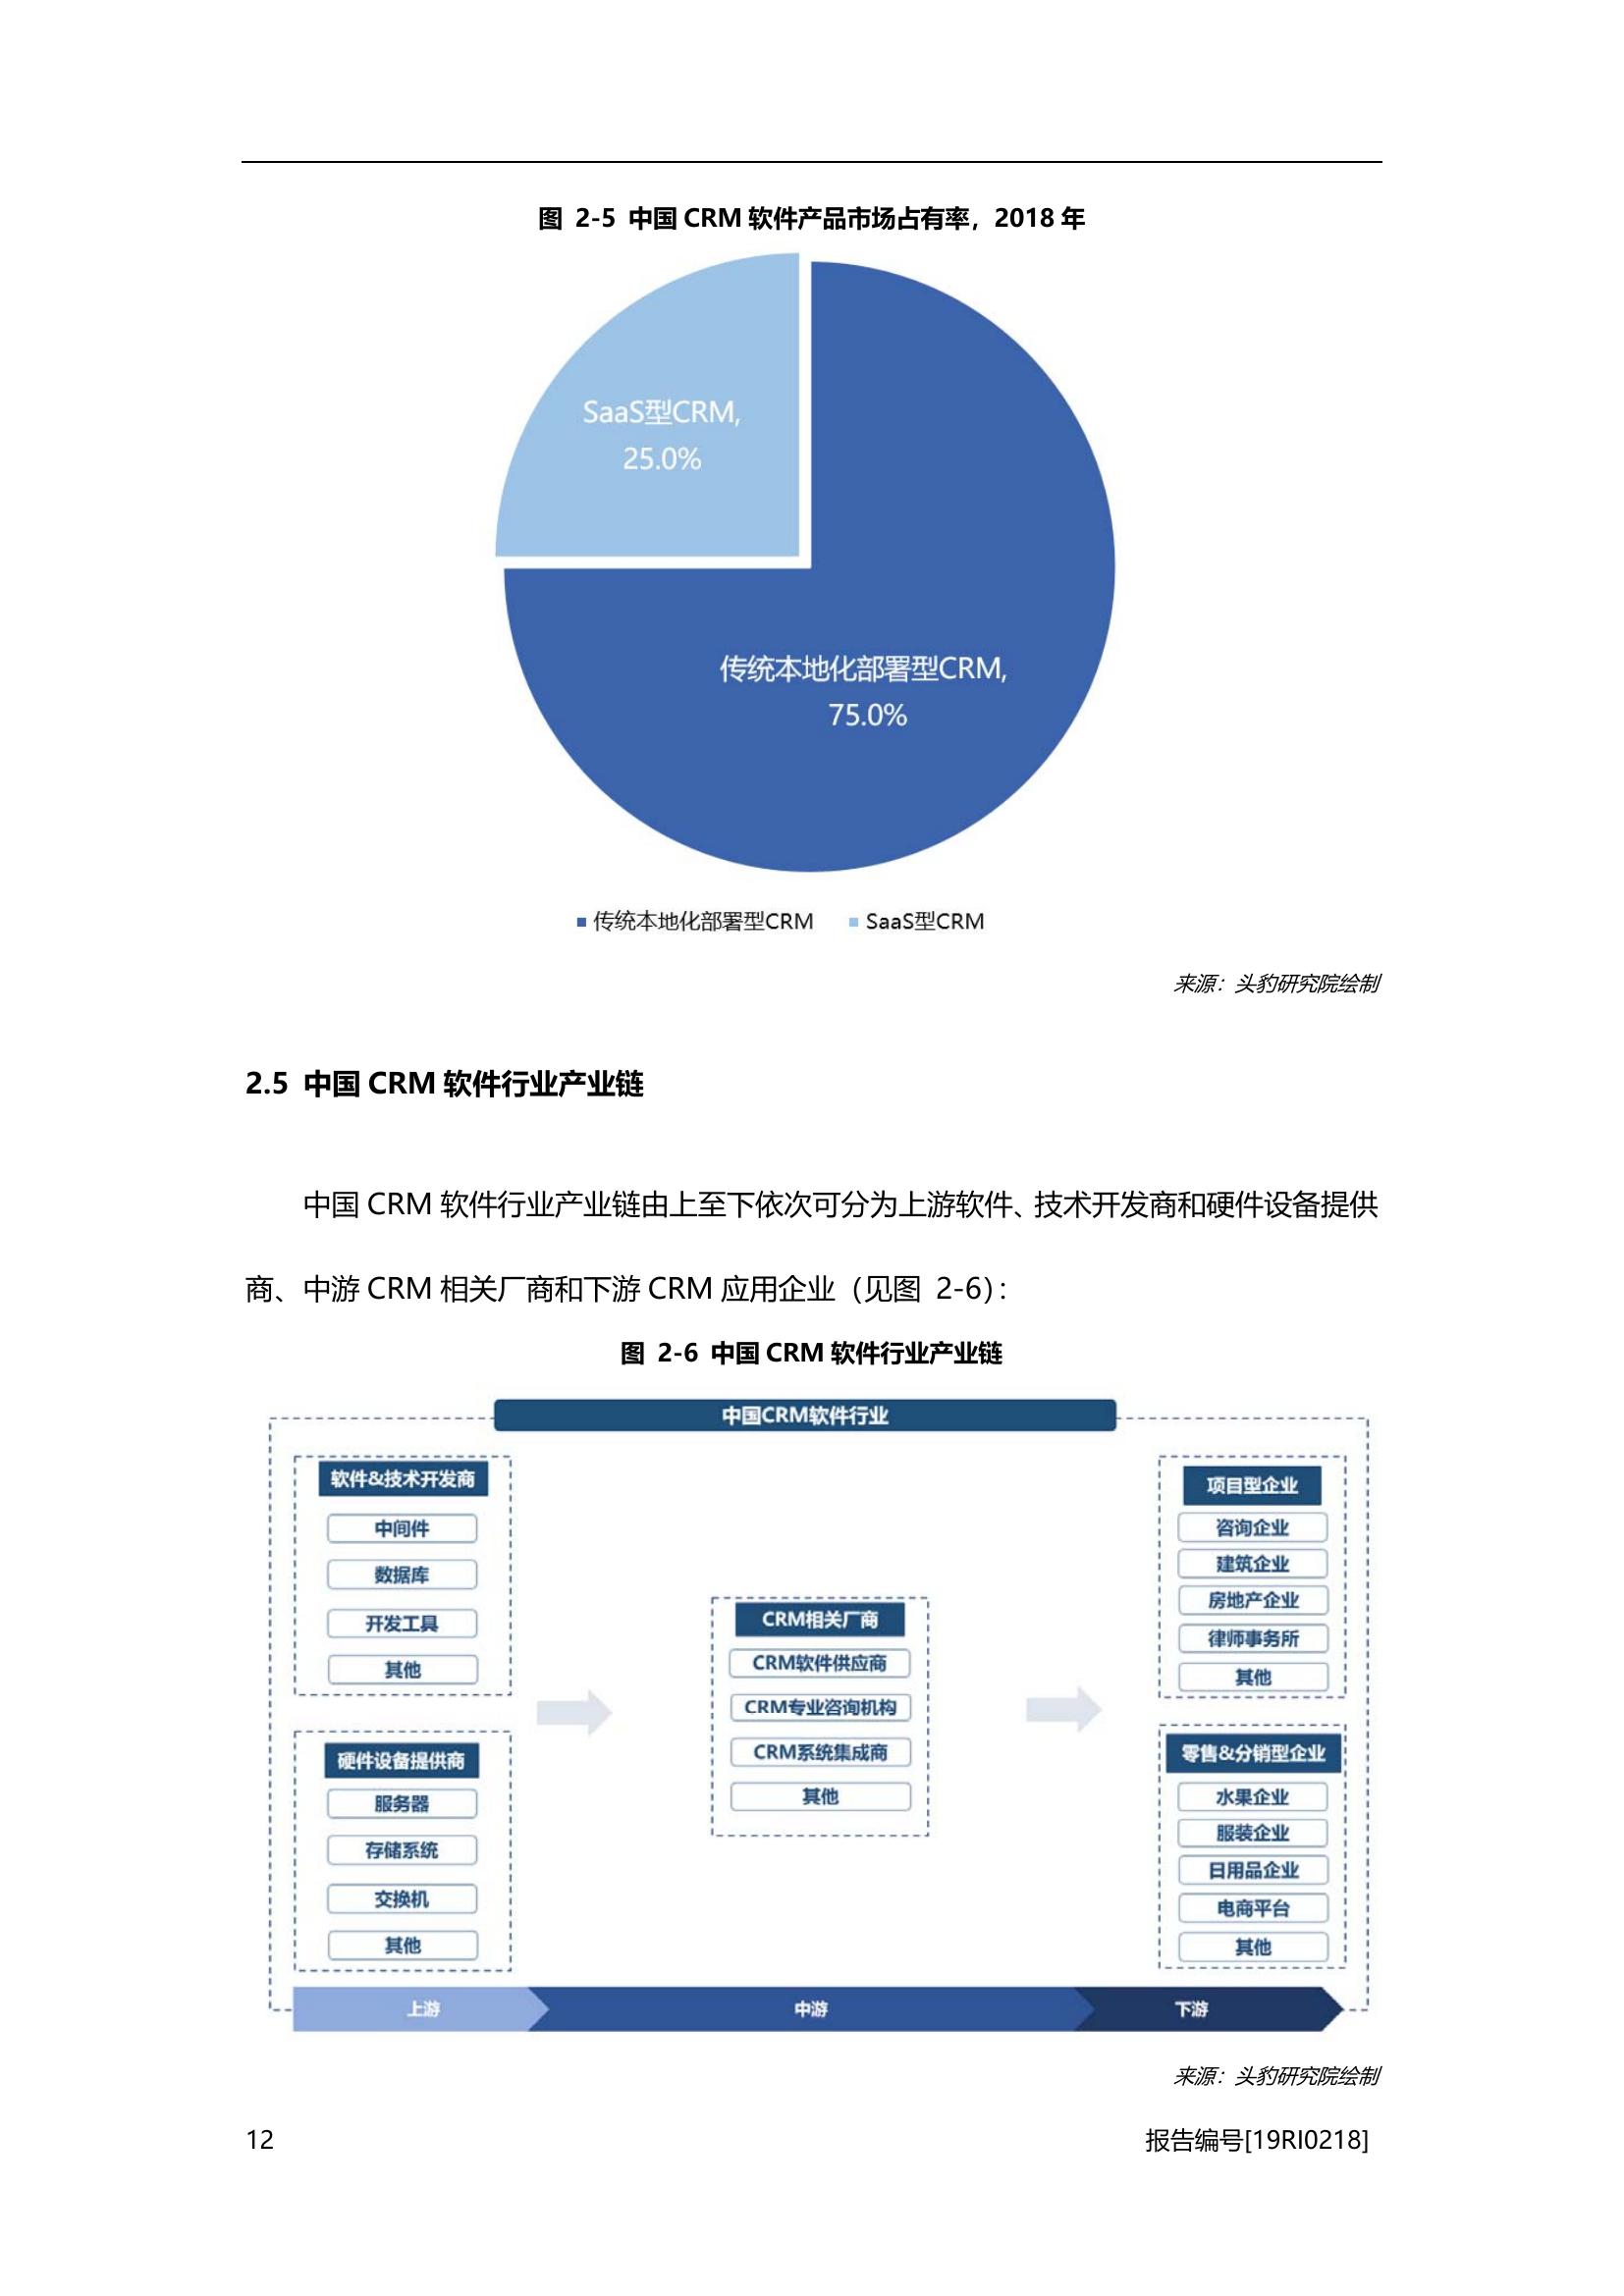 图 2-5 中国 CRM 软件产品市场占有率，2018 年
SaaS型CRM,
25.0%
传统本地化部署型CRM,
75.0%
传统本地化部署型CRM SaaS型CRM
来源：头豹研究院绘制
2.5 中国 CRM 软件行业产业链
中国 CRM 软件行业产业链由上至下依次可分为上游软件、技术开发商和硬件设备提供
商、中游 CRM 相关厂商和下游 CRM 应用企业（见图 2-6）：
图 2-6 中国 CRM 软件行业产业链
中国CRM软件行业
软件&技术开发商
中间件
数据库
开发工具
其他
硬件设备提供商
服务器
存储系统
交换机
其他
CRM相关厂商
CRM软件供应商
CRM专业咨询机构
CRM系统集成商
其他
项目型企业
咨询企业
建筑企业
房地产企业
律师事务所
其他
零售&分销型企业
水果企业
服装企业
日用品企业
电商平台
其他
上游 中游 下游
来源：头豹研究院绘制
12 报告编号[19RI0218]